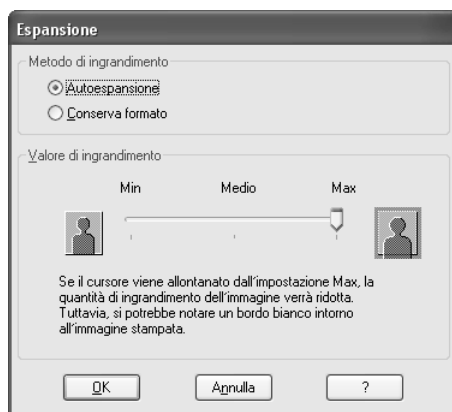 Espansione
Metodo di ingrandimento
Autoespansione
Conserva formato
Valore di ingrandimento
Min Medio Max
Se il cursore viene allontanato dall'impostazione Max, la
quantità di ingrandimento dell'immagine verrà ridotta.
Tuttavia, si potrebbe notare un bordo bianco intorno
all'immagine stampata.
OK Annulla ?